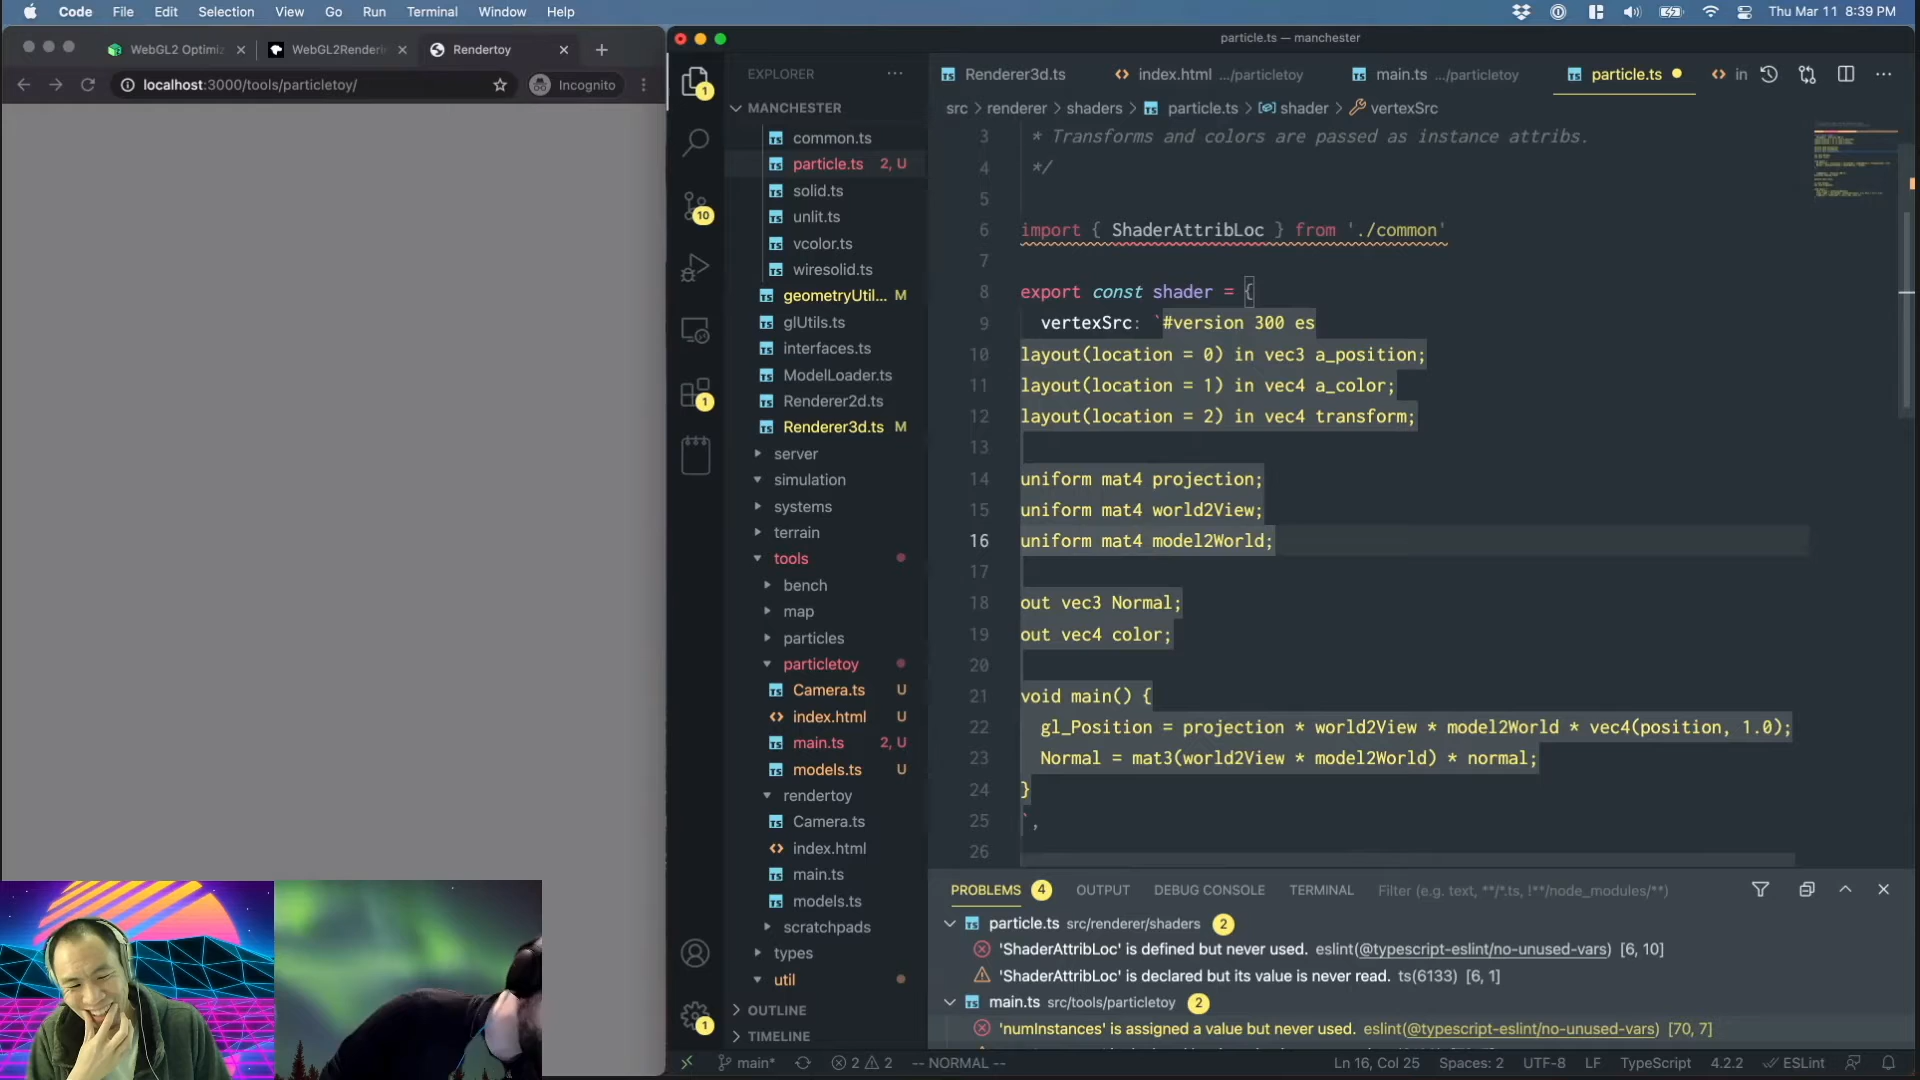 Code File Edit Selection View Go Run Terminal Window Help
Thu Mar 11 8:39 PM
WebGL2 Optimiz
WebGL2Renderin
Rendertoy
localhost:3000/tools/particletoy/
Incognito
particle.ts — manchester
EXPLORER
MANCHESTER
common.ts
particle.ts 2, U
solid.ts
unlit.ts
vcolor.ts
wiresolid.ts
geometryUtil... M
glUtils.ts
interfaces.ts
ModelLoader.ts
Renderer2d.ts
Renderer3d.ts M
server
simulation
systems
terrain
tools
bench
map
particles
particletoy
Camera.ts U
index.html U
main.ts 2, U
models.ts U
rendertoy
Camera.ts
index.html
main.ts
models.ts
scratchpads
types
util
OUTLINE
TIMELINE
1
10
1
1
Renderer3d.ts
index.html .../particletoy
main.ts .../particletoy
particle.ts
in
src > renderer > shaders > particle.ts > shader > vertexSrc
3 * Transforms and colors are passed as instance attribs.
4 */
5
6 import { ShaderAttribLoc } from './common'
7
8 export const shader = {
9 vertexSrc: `#version 300 es
10 layout(location = 0) in vec3 a_position;
11 layout(location = 1) in vec4 a_color;
12 layout(location = 2) in vec4 transform;
13
14 uniform mat4 projection;
15 uniform mat4 world2View;
16 uniform mat4 model2World;
17
18 out vec3 Normal;
19 out vec4 color;
20
21 void main() {
22 gl_Position = projection * world2View * model2World * vec4(position, 1.0);
23 Normal = mat3(world2View * model2World) * normal;
24 }
25 `,
26
PROBLEMS 4 OUTPUT DEBUG CONSOLE TERMINAL Filter (e.g. text, **/*.ts, !**/node_modules/**)
particle.ts src/renderer/shaders 2
'ShaderAttribLoc' is defined but never used. eslint(@typescript-eslint/no-unused-vars) [6, 10]
'ShaderAttribLoc' is declared but its value is never read. ts(6133) [6, 1]
main.ts src/tools/particletoy 2
'numInstances' is assigned a value but never used. eslint(@typescript-eslint/no-unused-vars) [70, 7]
main* 2 2 -- NORMAL -- Ln 16, Col 25 Spaces: 2 UTF-8 LF TypeScript 4.2.2 ESLint